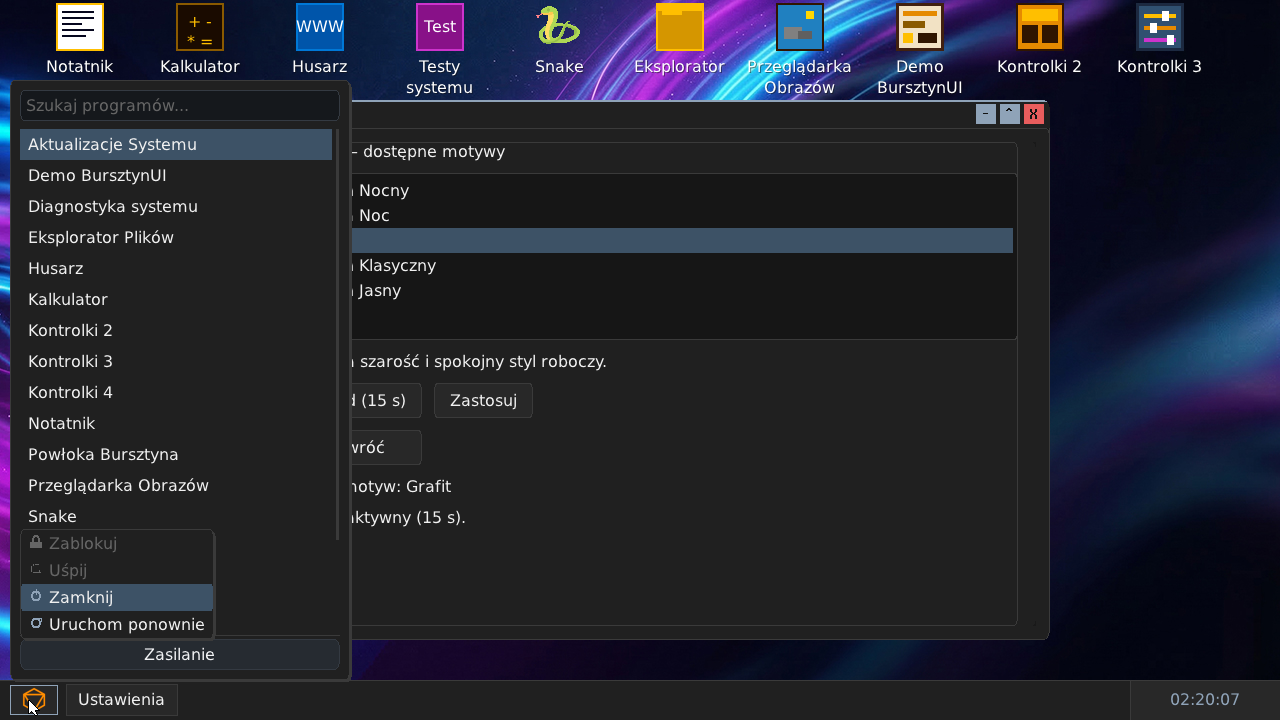 + -
* =
WWW
Test
Notatnik
Kalkulator
Husarz
Testy
systemu
Snake
Eksplorator
Przeglądarka
Obrazów
Demo
BursztynUI
Kontrolki 2
Kontrolki 3
Szukaj programów...
Aktualizacje Systemu
Demo BursztynUI
Diagnostyka systemu
Eksplorator Plików
Husarz
Kalkulator
Kontrolki 2
Kontrolki 3
Kontrolki 4
Notatnik
Powłoka Bursztyna
Przeglądarka Obrazów
Snake
Zablokuj
Uśpij
Zamknij
Uruchom ponownie
Zasilanie
– dostępne motywy
Nocny
Noc
Klasyczny
Jasny
szarość i spokojny styl roboczy.
(15 s)
Zastosuj
wróć
motyw: Grafit
aktywny (15 s).
Ustawienia
02:20:07